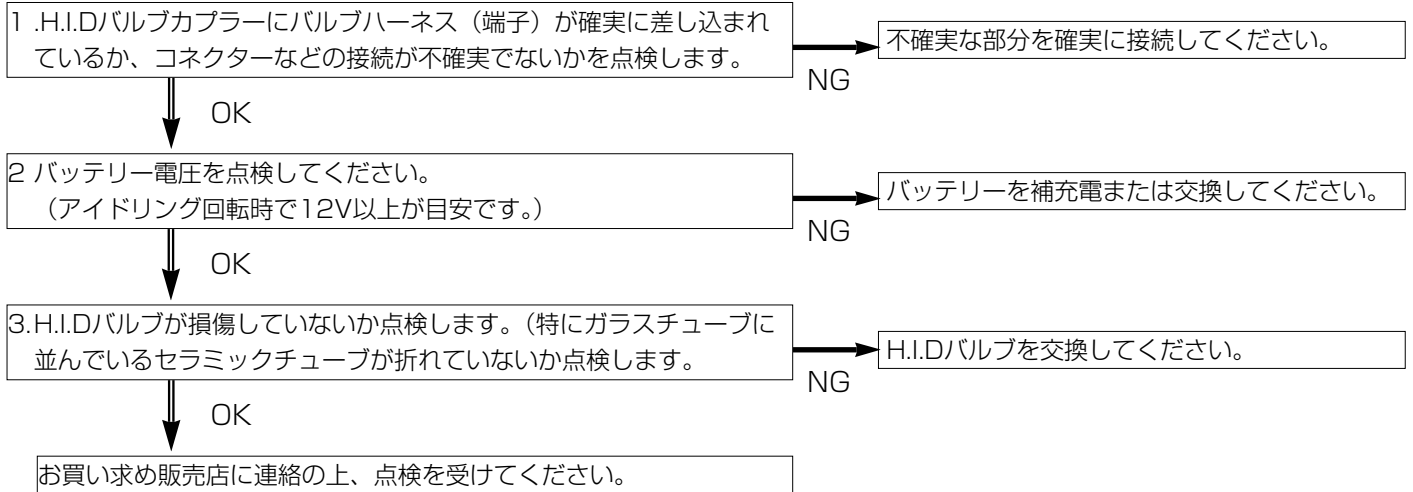 1 .H.I.Dバルブカプラーにバルブハーネス（端子）が確実に差し込まれ
ているか、コネクターなどの接続が不確実でないかを点検します。
不確実な部分を確実に接続してください。
NG
OK
2 バッテリー電圧を点検してください。
（アイドリング回転時で12V以上が目安です。）
バッテリーを補充電または交換してください。
NG
OK
3.H.I.Dバルブが損傷していないか点検します。（特にガラスチューブに
並んでいるセラミックチューブが折れていないか点検します。
H.I.Dバルブを交換してください。
NG
OK
お買い求め販売店に連絡の上、点検を受けてください。